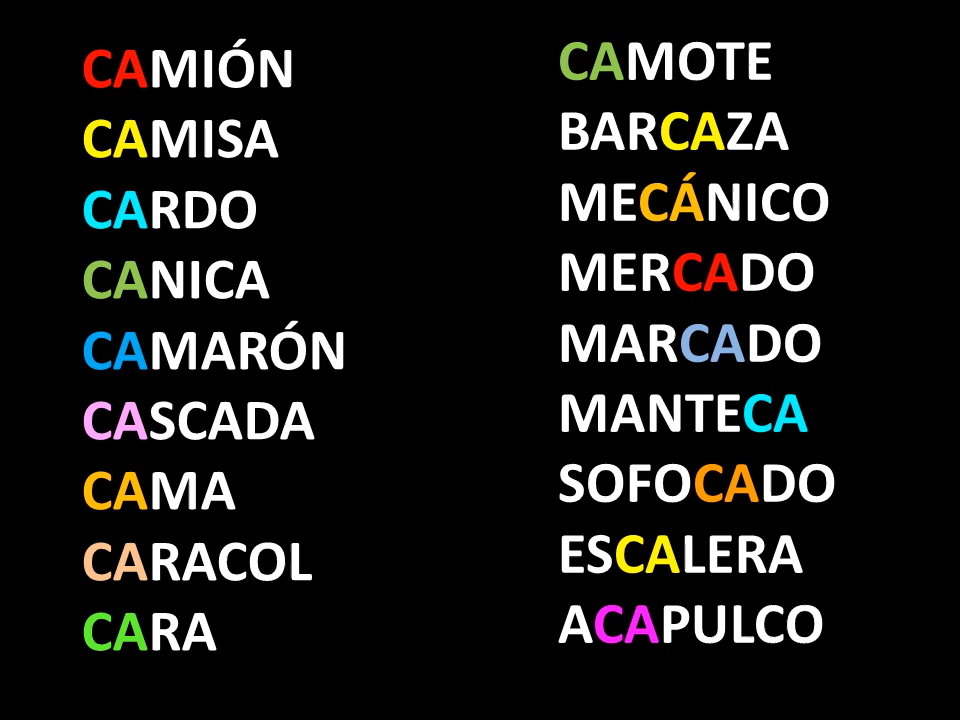 CAMIÓN
CAMISA
CARDO
CANICA
CAMARÓN
CASCADA
CAMA
CARACOL
CARA
CAMOTE
BARCAZA
MECÁNICO
MERCADO
MARCADO
MANTECA
SOFOCADO
ESCALERA
ACAPULCO